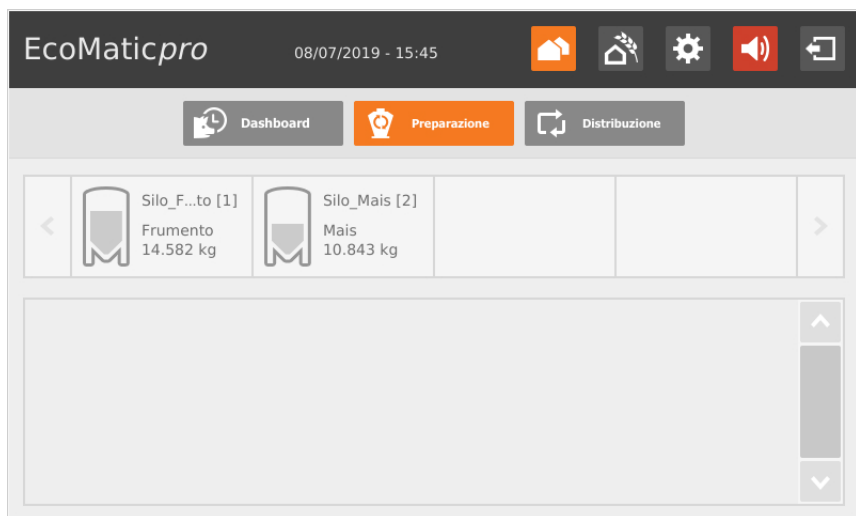 EcoMaticpro
08/07/2019 - 15:45
Dashboard
Preparazione
Distribuzione
Silo_F...to [1]
Frumento
14.582 kg
Silo_Mais [2]
Mais
10.843 kg